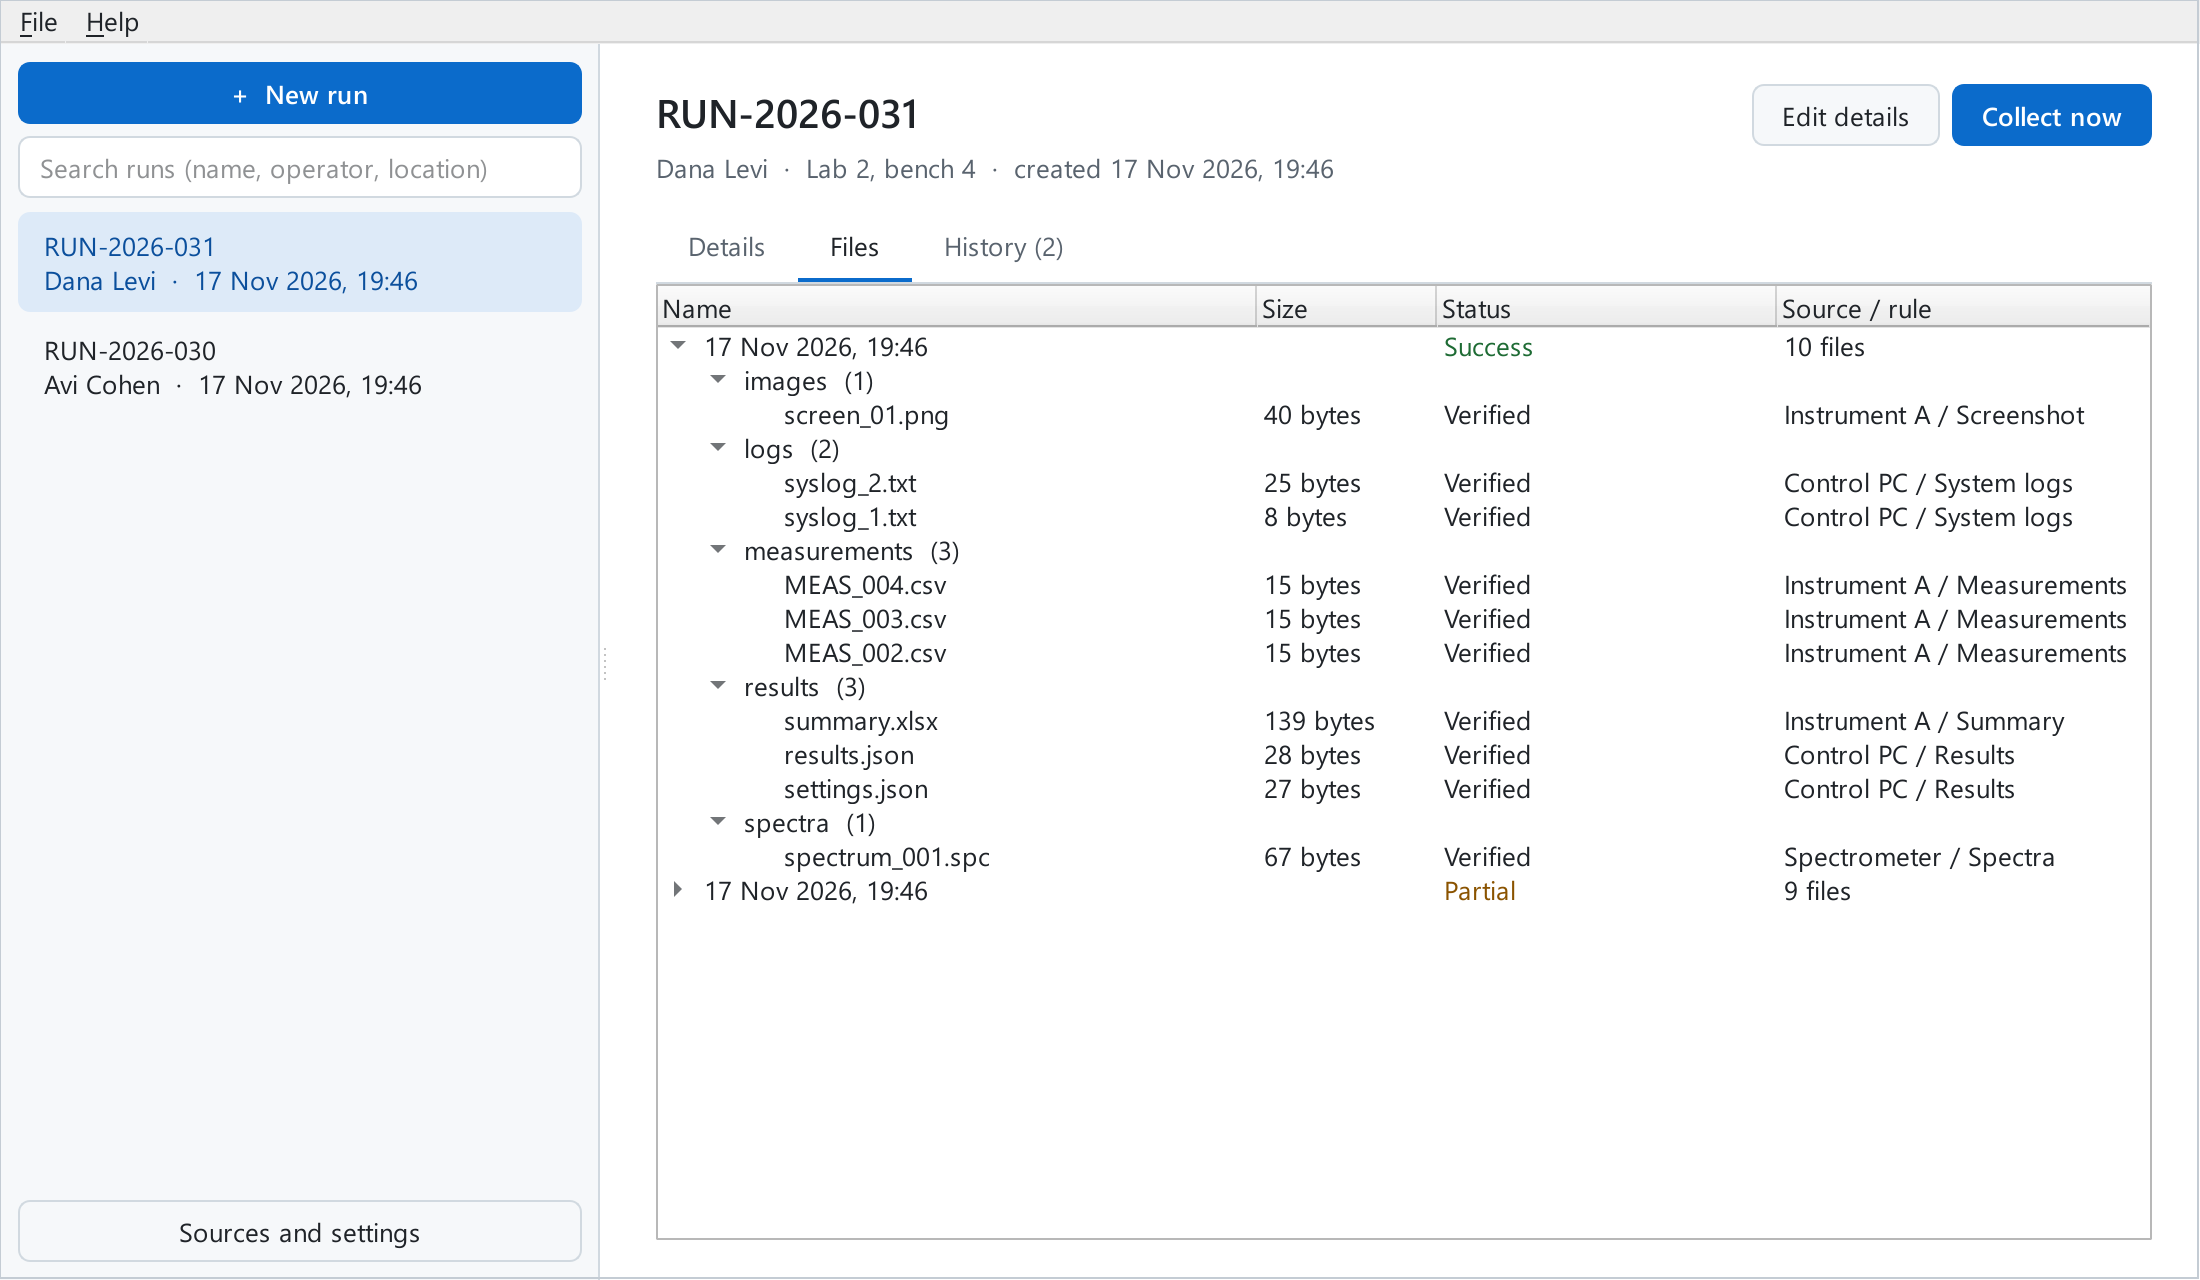 File Help
+ New run
Search runs (name, operator, location)
RUN-2026-031
Dana Levi · 17 Nov 2026, 19:46
RUN-2026-030
Avi Cohen · 17 Nov 2026, 19:46
Sources and settings
RUN-2026-031
Edit details
Collect now
Dana Levi · Lab 2, bench 4 · created 17 Nov 2026, 19:46
Details Files History (2)
Name Size Status Source / rule
17 Nov 2026, 19:46 Success 10 files
images (1)
screen_01.png 40 bytes Verified Instrument A / Screenshot
logs (2)
syslog_2.txt 25 bytes Verified Control PC / System logs
syslog_1.txt 8 bytes Verified Control PC / System logs
measurements (3)
MEAS_004.csv 15 bytes Verified Instrument A / Measurements
MEAS_003.csv 15 bytes Verified Instrument A / Measurements
MEAS_002.csv 15 bytes Verified Instrument A / Measurements
results (3)
summary.xlsx 139 bytes Verified Instrument A / Summary
results.json 28 bytes Verified Control PC / Results
settings.json 27 bytes Verified Control PC / Results
spectra (1)
spectrum_001.spc 67 bytes Verified Spectrometer / Spectra
17 Nov 2026, 19:46 Partial 9 files